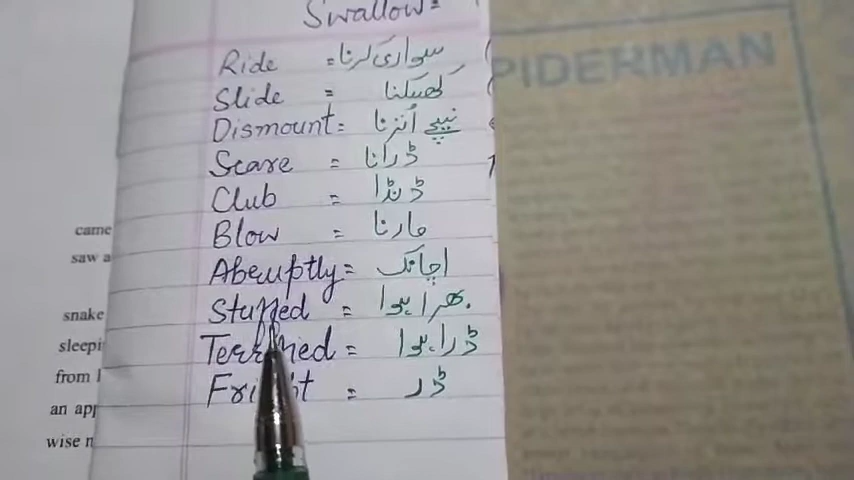 Swallow=
Ride = سواری کرنا
Slide = کھسکنا
Dismount = نیچے اُترنا
Scare = ڈرانا
Club = ڈنڈا
Blow = مارنا
Abruptly = اچانک
Stuffed = بھرا ہوا
Terrified = ڈرا ہوا
Fright = ڈر
PIDERMAN
came
saw a
snake
sleepi
from
an app
wise